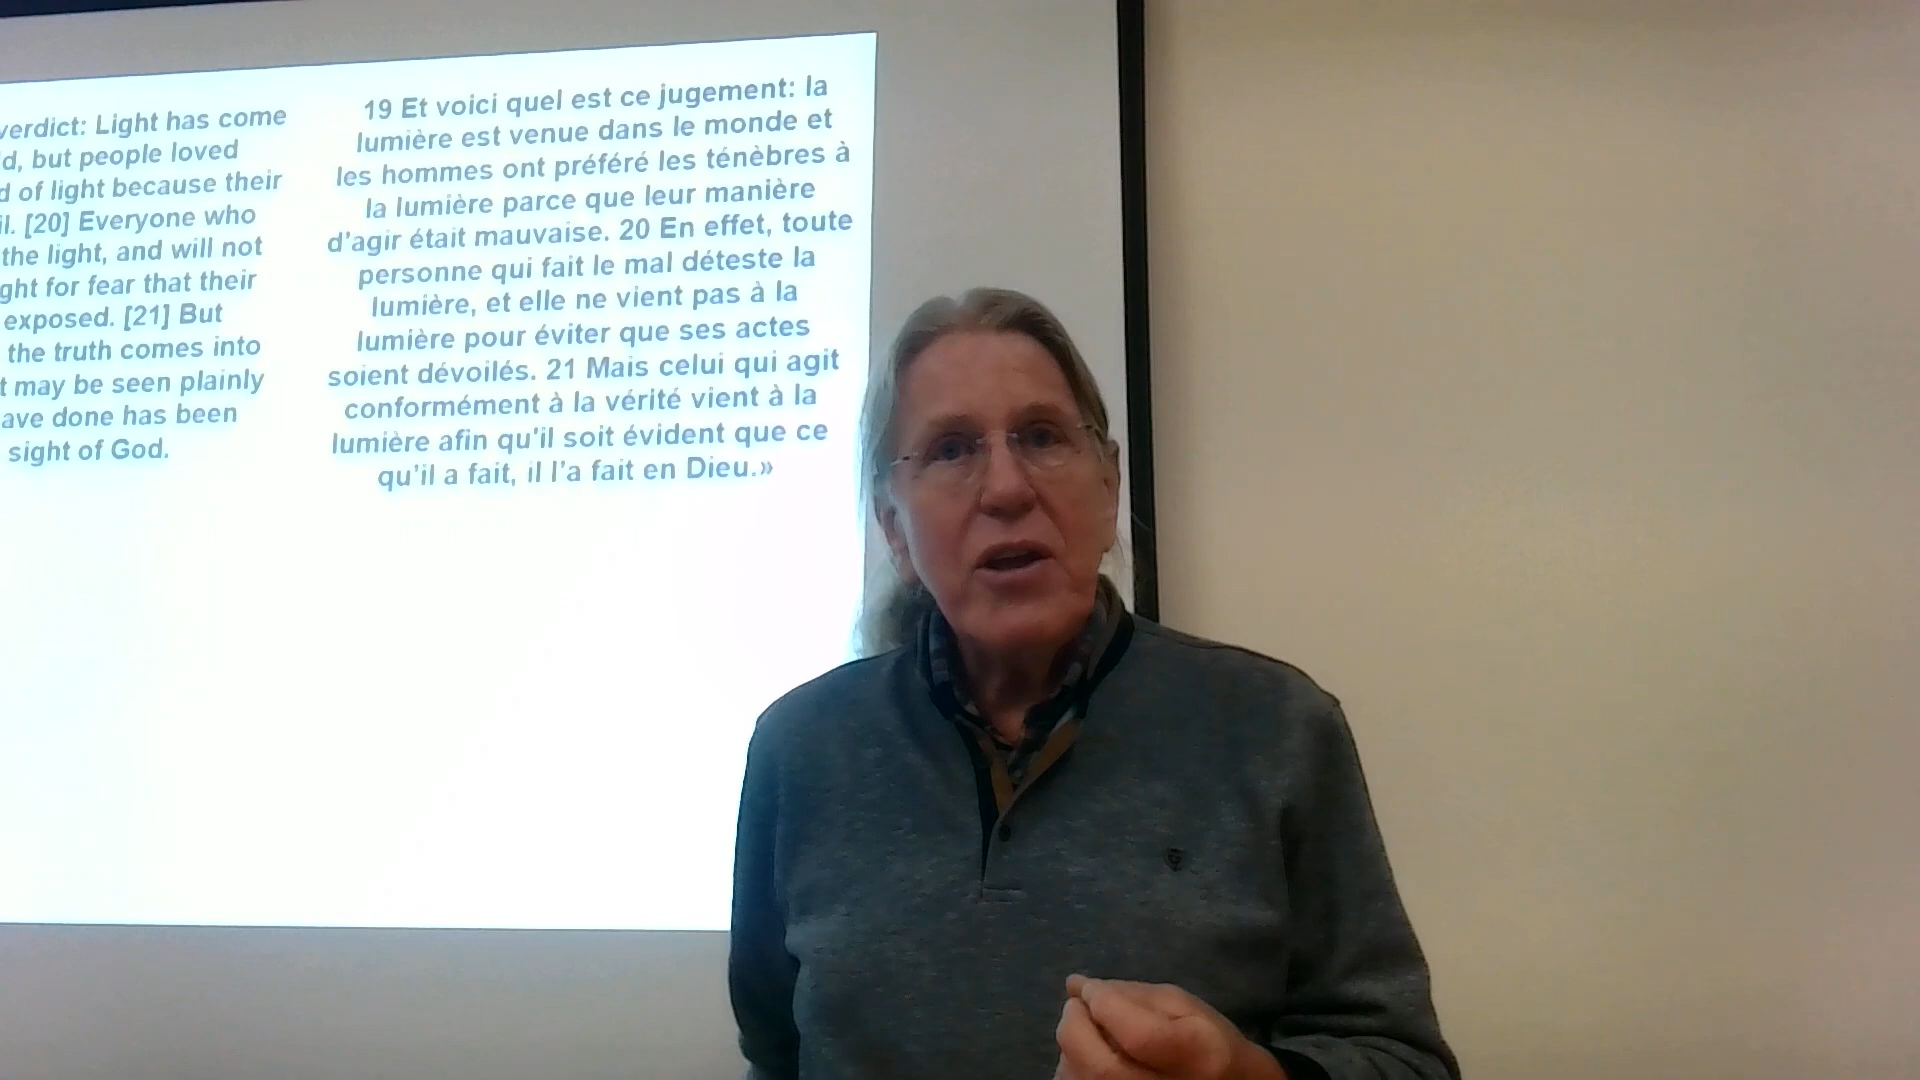 verdict: Light has come
d, but people loved
d of light because their
il. [20] Everyone who
the light, and will not
ght for fear that their
exposed. [21] But
the truth comes into
t may be seen plainly
ave done has been
sight of God.
19 Et voici quel est ce jugement: la
lumière est venue dans le monde et
les hommes ont préféré les ténèbres à
la lumière parce que leur manière
d'agir était mauvaise. 20 En effet, toute
personne qui fait le mal déteste la
lumière, et elle ne vient pas à la
lumière pour éviter que ses actes
soient dévoilés. 21 Mais celui qui agit
conformément à la vérité vient à la
lumière afin qu'il soit évident que ce
qu'il a fait, il l'a fait en Dieu.»